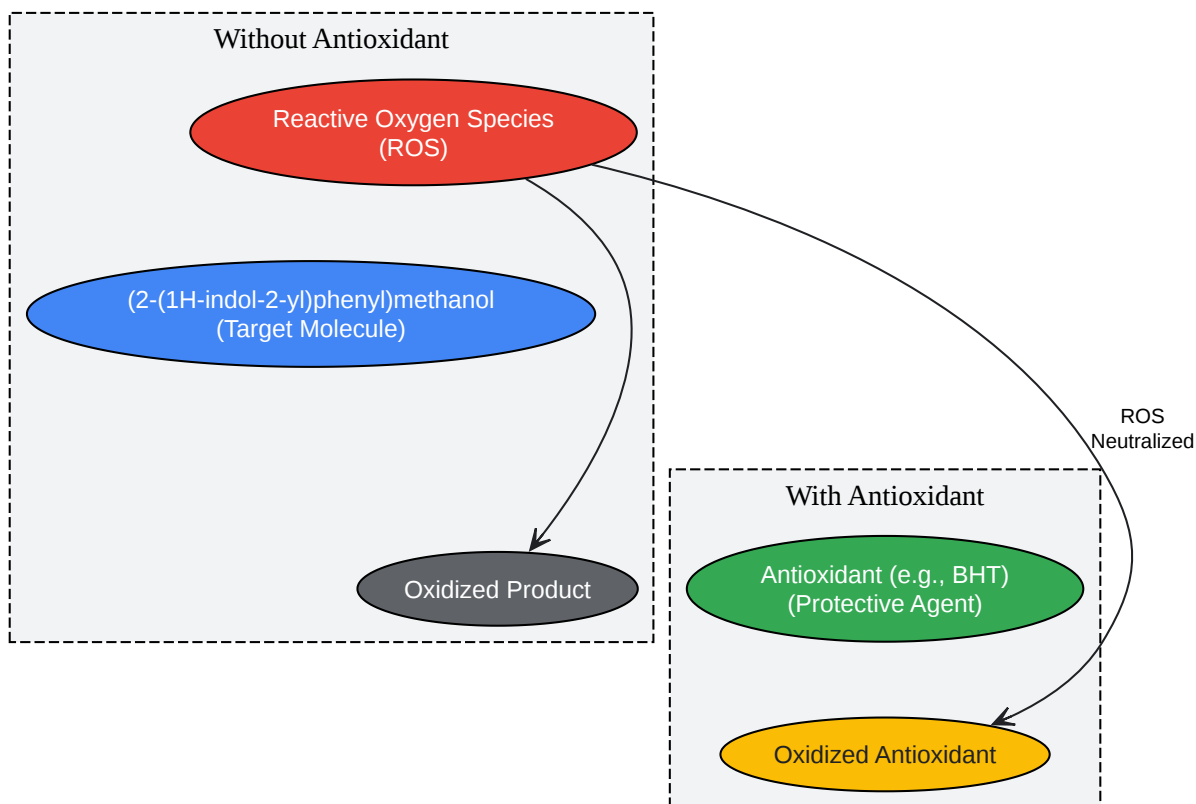 Without Antioxidant
Reactive Oxygen Species
(ROS)
(2-(1H-indol-2-yl)phenyl)methanol
(Target Molecule)
ROS
Neutralized
With Antioxidant
Antioxidant (e.g., BHT)
(Protective Agent)
Oxidized Product
Oxidized Antioxidant